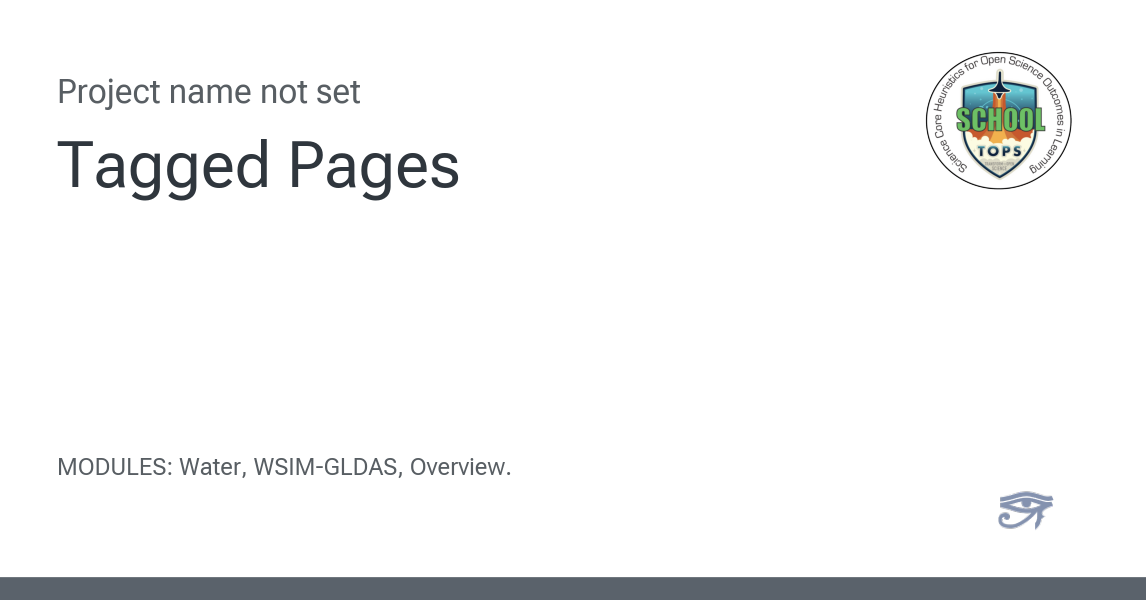 Project name not set
Tagged Pages
Science Core Heuristics for Open Science Outcomes in Learning
SCHOOL
TOPS
MODULES: Water, WSIM-GLDAS, Overview.